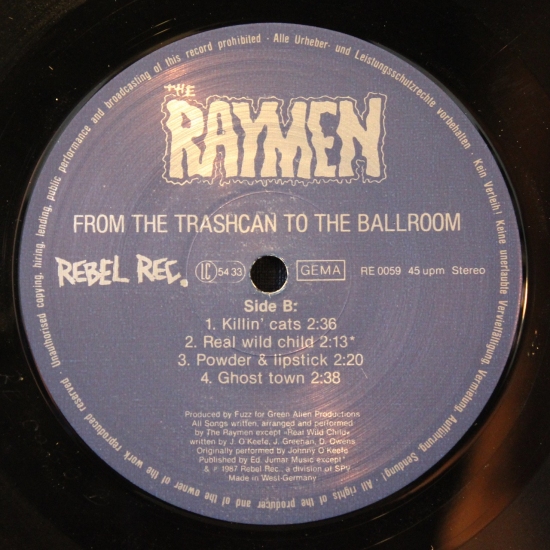 Unauthorised copying, hiring, lending, public performance and broadcasting of this record prohibited · Alle Urheber- und Leistungsschutzrechte vorbehalten · Kein Verleih! Keine unerlaubte Vervielfältigung, Vermietung, Aufführung, Sendung! · All rights of the producer and of the owner of the work reproduced reserved ·
THE
RAYMEN
FROM THE TRASHCAN TO THE BALLROOM
REBEL REC. LC 5433 GEMA RE 0059 45 upm Stereo
Side B:
1. Killin' cats 2:36
2. Real wild child 2:13*
3. Powder & lipstick 2:20
4. Ghost town 2:38
Produced by Fuzz for Green Alien Productions
All Songs written, arranged and performed
by The Raymen except »Real Wild Child«
written by J. O'Keefe, J. Greenan, D. Owens
Originally performed by Johnny O'Keefe
Published by Ed. Jumar Music except*
& ℗ 1987 Rebel Rec., a division of SPV
Made in West-Germany